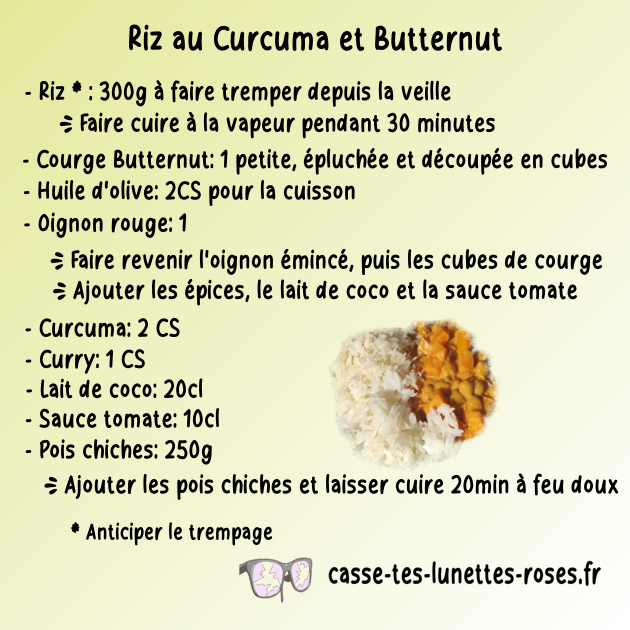 Riz au Curcuma et Butternut
- Riz * : 300g à faire tremper depuis la veille
Faire cuire à la vapeur pendant 30 minutes
- Courge Butternut: 1 petite, épluchée et découpée en cubes
- Huile d'olive: 2CS pour la cuisson
- Oignon rouge: 1
Faire revenir l'oignon émincé, puis les cubes de courge
Ajouter les épices, le lait de coco et la sauce tomate
- Curcuma: 2 CS
- Curry: 1 CS
- Lait de coco: 20cl
- Sauce tomate: 10cl
- Pois chiches: 250g
Ajouter les pois chiches et laisser cuire 20min à feu doux
* Anticiper le trempage
casse-tes-lunettes-roses.fr